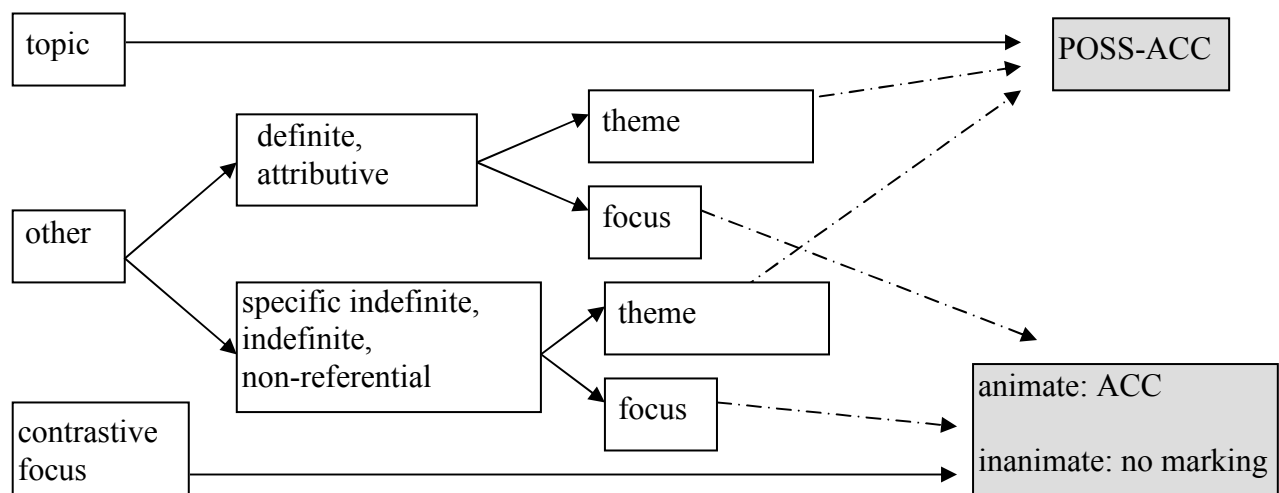 topic
POSS-ACC
definite,
attributive
theme
focus
other
specific indefinite,
indefinite,
non-referential
theme
focus
contrastive
focus
animate: ACC
inanimate: no marking